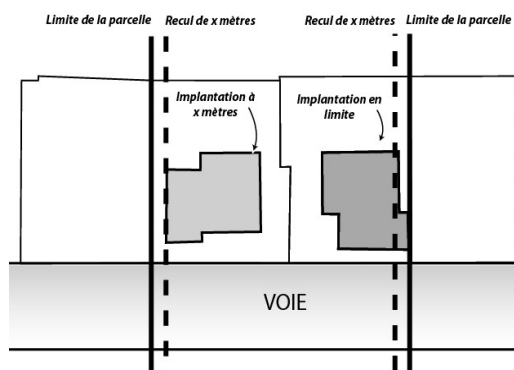 Limite de la parcelle
Recul de x mètres
Recul de x mètres
Limite de la parcelle
Implantation à
x mètres
Implantation en
limite
VOIE